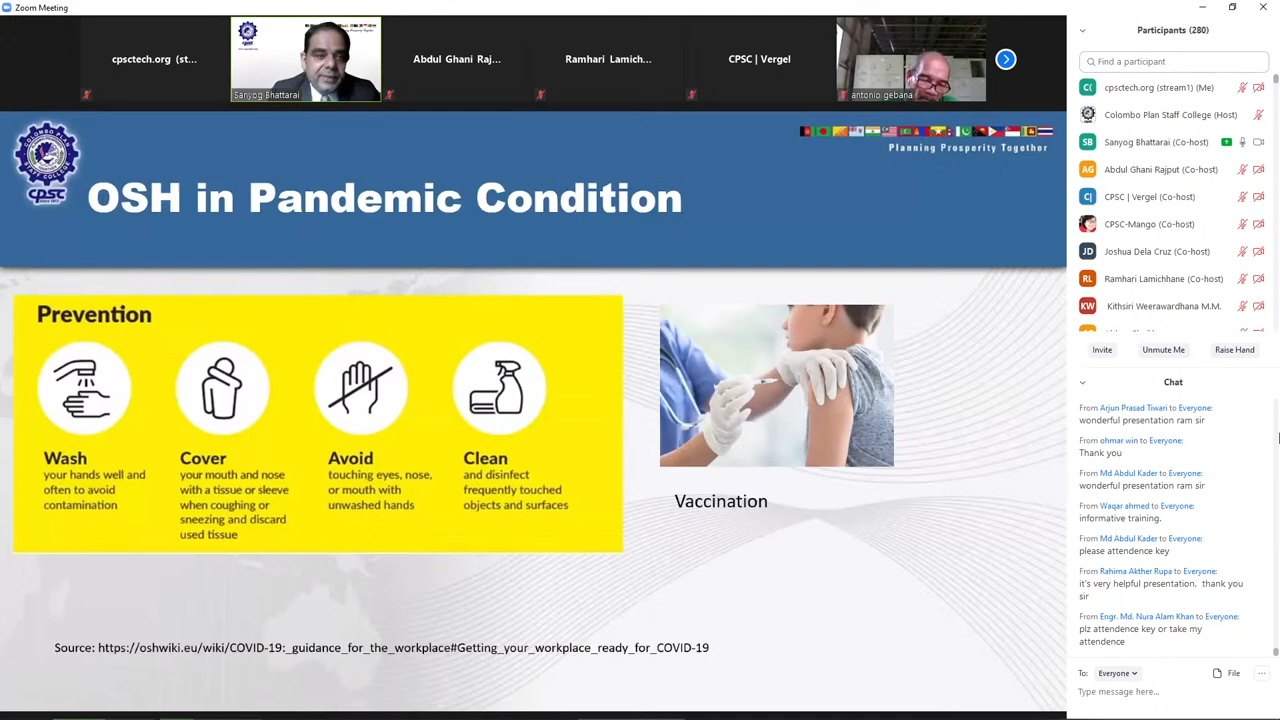 Zoom Meeting
cpsctech.org (st...
Abdul Ghani Raj...
Ramhari Lamich...
CPSC | Vergel
Sanyog Bhattarai
antonio gebana
Planning Prosperity Together
cpsc
OSH in Pandemic Condition
Prevention
Wash
your hands well and
often to avoid
contamination
Cover
your mouth and nose
with a tissue or sleeve
when coughing or
sneezing and discard
used tissue
Avoid
touching eyes, nose,
or mouth with
unwashed hands
Clean
and disinfect
frequently touched
objects and surfaces
Vaccination
Source: https://oshwiki.eu/wiki/COVID-19:_guidance_for_the_workplace#Getting_your_workplace_ready_for_COVID-19
Participants (280)
Find a participant
C( cpsctech.org (stream1) (Me)
Colombo Plan Staff College (Host)
SB Sanyog Bhattarai (Co-host)
AG Abdul Ghani Rajput (Co-host)
C| CPSC | Vergel (Co-host)
CPSC-Mango (Co-host)
JD Joshua Dela Cruz (Co-host)
RL Ramhari Lamichhane (Co-host)
KW Kithsiri Weerawardhana M.M.
Invite Unmute Me Raise Hand
Chat
From Arjun Prasad Tiwari to Everyone:
wonderful presentation ram sir
From ohmar win to Everyone:
Thank you
From Md Abdul Kader to Everyone:
wonderful presentation ram sir
From Waqar ahmed to Everyone:
informative training.
From Md Abdul Kader to Everyone:
please attendence key
From Rahima Akther Rupa to Everyone:
it's very helpful presentation. thank you
sir
From Engr. Md. Nura Alam Khan to Everyone:
plz attendence key or take my
attendence
To: Everyone File ...
Type message here...